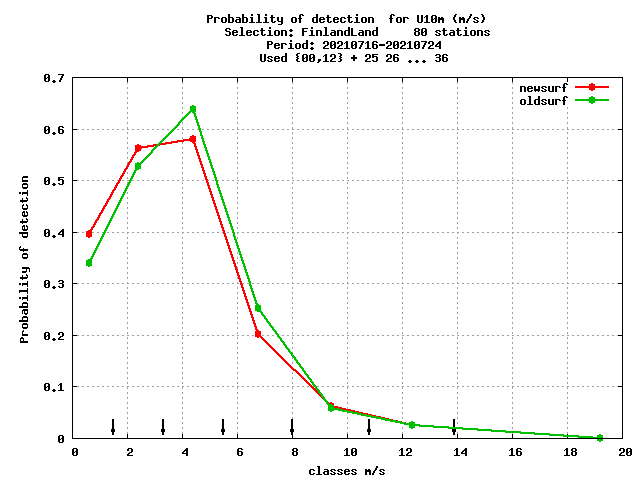 Probability of detection  for U10m (m/s)
Selection: FinlandLand     80 stations
Period: 20210716-20210724
Used {00,12} + 25 26 ... 36
newsurf
oldsurf
0.7
0.6
0.5
0.4
0.3
0.2
0.1
0
Probability of detection
0 2 4 6 8 10 12 14 16 18 20
classes m/s